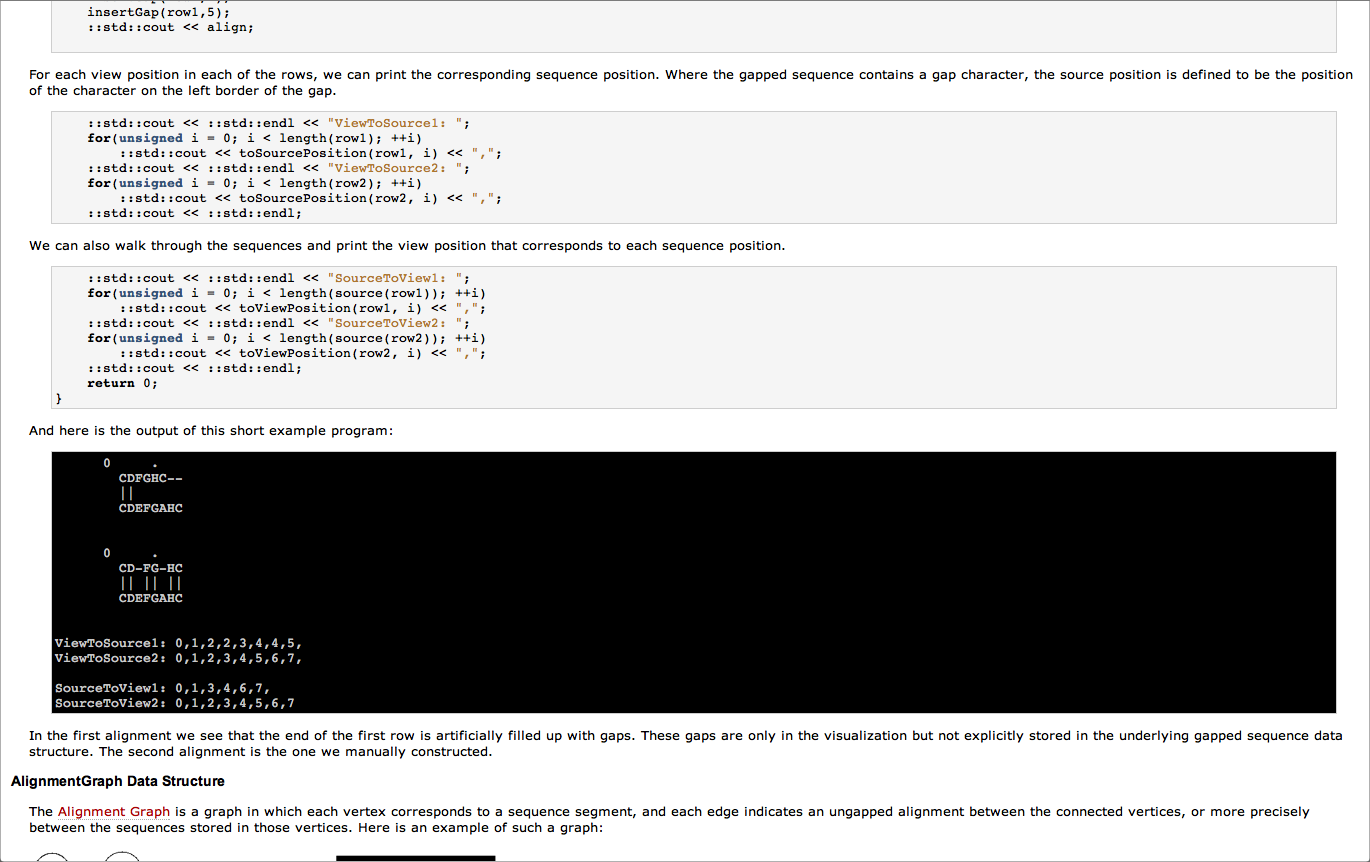 insertGap(row1,5);
::std::cout << align;
For each view position in each of the rows, we can print the corresponding sequence position. Where the gapped sequence contains a gap character, the source position is defined to be the position
of the character on the left border of the gap.
::std::cout << ::std::endl << "ViewToSource1: ";
for(unsigned i = 0; i < length(row1); ++i)
::std::cout << toSourcePosition(row1, i) << ",";
::std::cout << ::std::endl << "ViewToSource2: ";
for(unsigned i = 0; i < length(row2); ++i)
::std::cout << toSourcePosition(row2, i) << ",";
::std::cout << ::std::endl;
We can also walk through the sequences and print the view position that corresponds to each sequence position.
::std::cout << ::std::endl << "SourceToView1: ";
for(unsigned i = 0; i < length(source(row1)); ++i)
::std::cout << toViewPosition(row1, i) << ",";
::std::cout << ::std::endl << "SourceToView2: ";
for(unsigned i = 0; i < length(source(row2)); ++i)
::std::cout << toViewPosition(row2, i) << ",";
::std::cout << ::std::endl;
return 0;
}
And here is the output of this short example program:
0     .
CDFGHC--
||
CDEFGAHC
0     .
CD-FG-HC
|| || ||
CDEFGAHC
ViewToSource1: 0,1,2,2,3,4,4,5,
ViewToSource2: 0,1,2,3,4,5,6,7,
SourceToView1: 0,1,3,4,6,7,
SourceToView2: 0,1,2,3,4,5,6,7
In the first alignment we see that the end of the first row is artificially filled up with gaps. These gaps are only in the visualization but not explicitly stored in the underlying gapped sequence data
structure. The second alignment is the one we manually constructed.
AlignmentGraph Data Structure
The Alignment Graph is a graph in which each vertex corresponds to a sequence segment, and each edge indicates an ungapped alignment between the connected vertices, or more precisely
between the sequences stored in those vertices. Here is an example of such a graph: